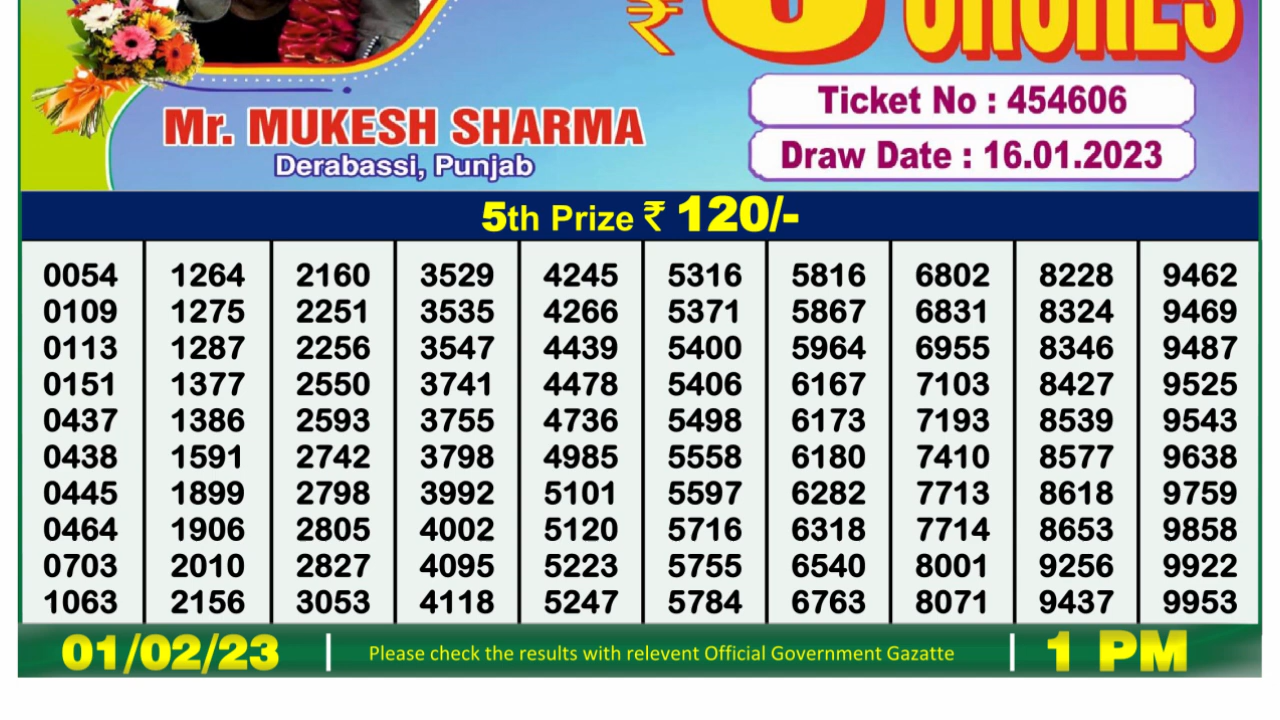 ₹
CRORES
Mr. MUKESH SHARMA
Derabassi, Punjab
Ticket No : 454606
Draw Date : 16.01.2023
5th Prize ₹ 120/-
0054 1264 2160 3529 4245 5316 5816 6802 8228 9462
0109 1275 2251 3535 4266 5371 5867 6831 8324 9469
0113 1287 2256 3547 4439 5400 5964 6955 8346 9487
0151 1377 2550 3741 4478 5406 6167 7103 8427 9525
0437 1386 2593 3755 4736 5498 6173 7193 8539 9543
0438 1591 2742 3798 4985 5558 6180 7410 8577 9638
0445 1899 2798 3992 5101 5597 6282 7713 8618 9759
0464 1906 2805 4002 5120 5716 6318 7714 8653 9858
0703 2010 2827 4095 5223 5755 6540 8001 9256 9922
1063 2156 3053 4118 5247 5784 6763 8071 9437 9953
01/02/23 | Please check the results with relevent Official Government Gazatte | 1 PM